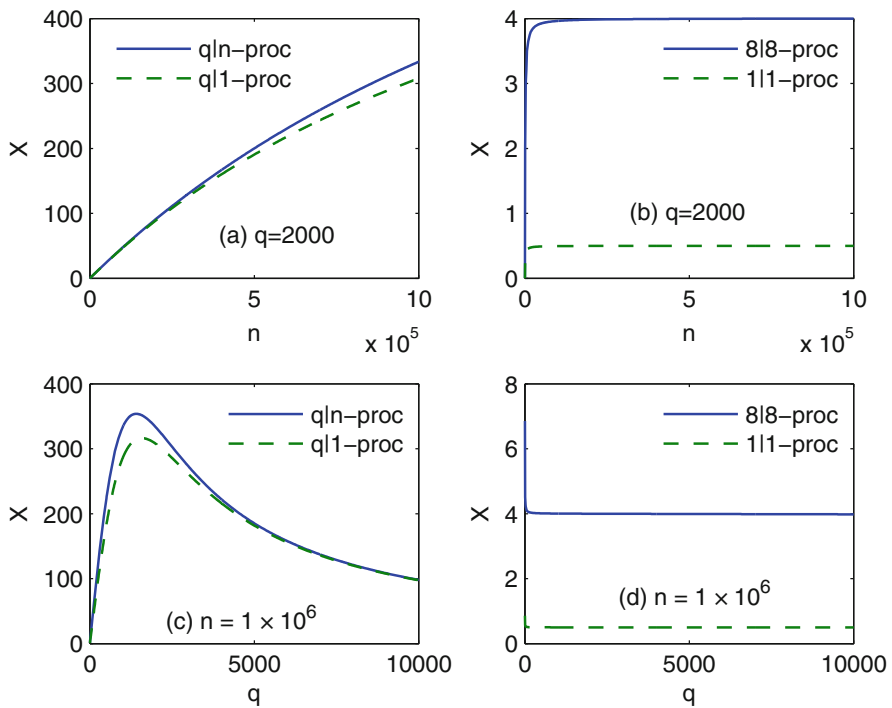 400
300
200
100
0
X
q|n−proc
q|1−proc
(a) q=2000
0
5
10
n
x 10^5
4
3
2
1
0
X
8|8−proc
1|1−proc
(b) q=2000
0
5
10
n
x 10^5
400
300
200
100
0
X
q|n−proc
q|1−proc
(c) n = 1 × 10^6
0
5000
10000
q
8
6
4
2
0
X
8|8−proc
1|1−proc
(d) n = 1 × 10^6
0
5000
10000
q